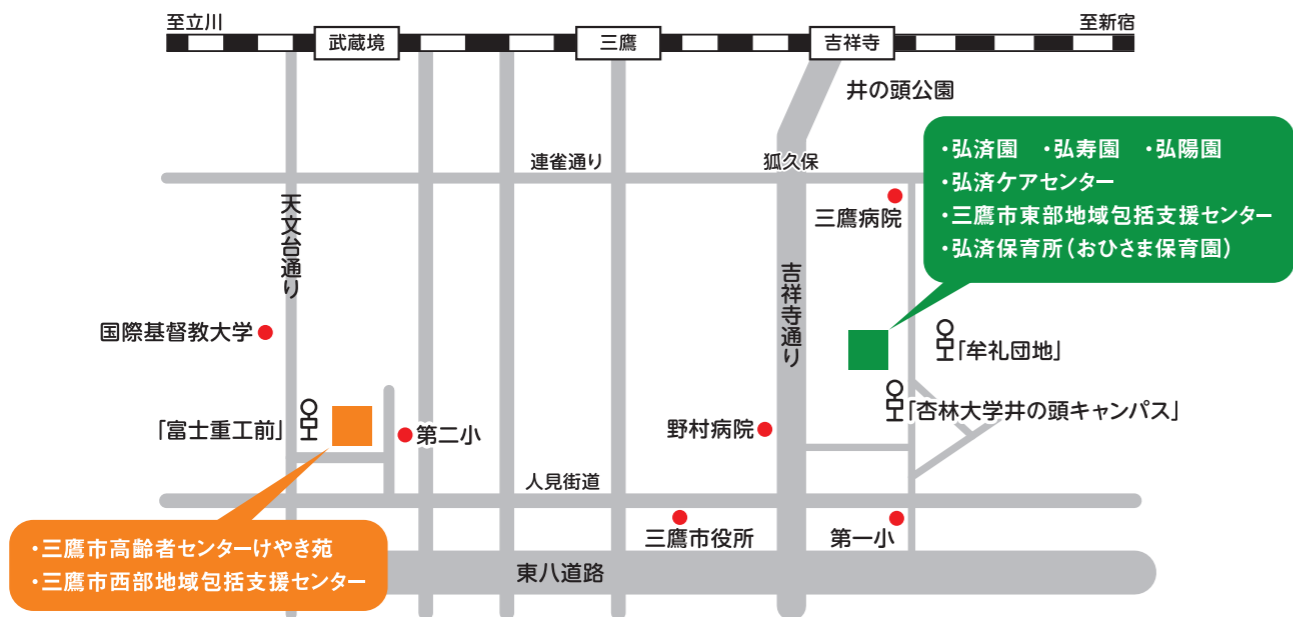 至立川
至新宿
武蔵境
三鷹
吉祥寺
井の頭公園
・弘済園 ・弘寿園 ・弘陽園
・弘済ケアセンター
・三鷹市東部地域包括支援センター
・弘済保育所(おひさま保育園)
連雀通り
狐久保
三鷹病院
天文台通り
吉祥寺通り
国際基督教大学
「牟礼団地」
「杏林大学井の頭キャンパス」
「富士重工前」
第二小
野村病院
人見街道
三鷹市役所
第一小
・三鷹市高齢者センターけやき苑
・三鷹市西部地域包括支援センター
東八道路